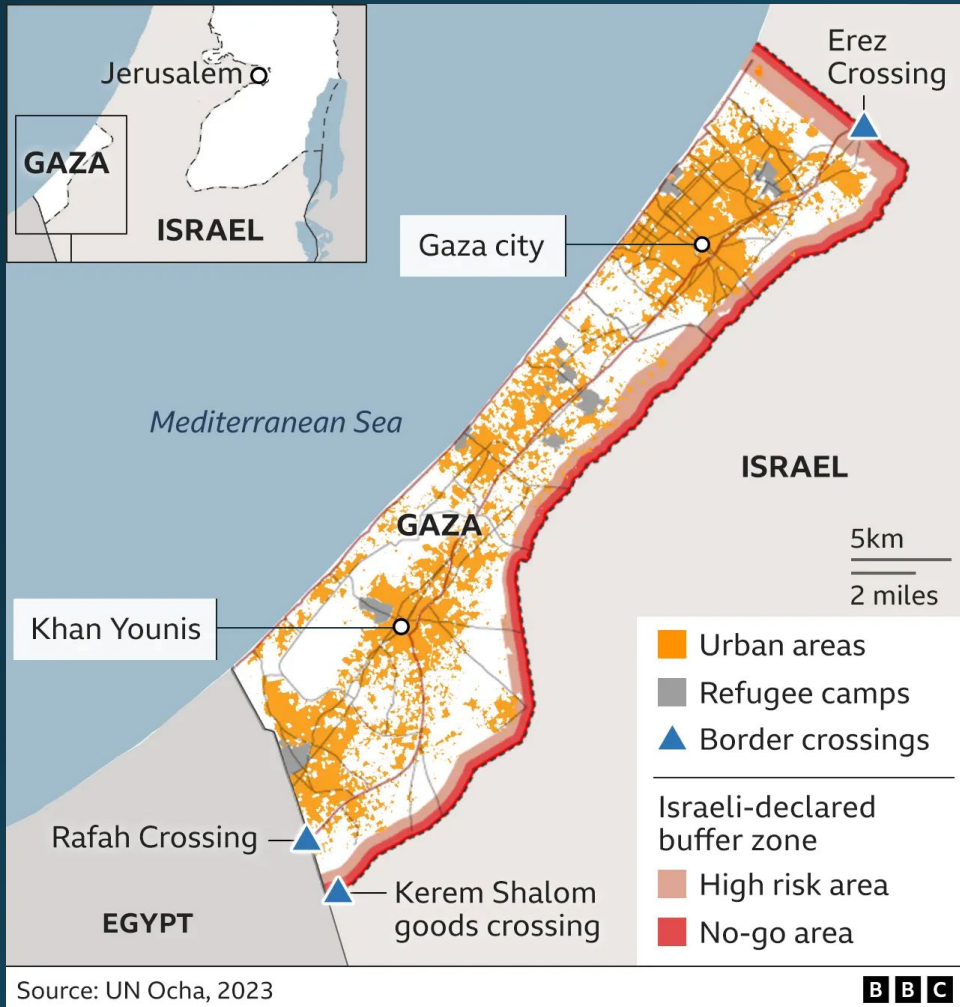 Jerusalem
GAZA
ISRAEL
Erez
Crossing
Gaza city
Mediterranean Sea
ISRAEL
GAZA
5km
2 miles
Khan Younis
Urban areas
Refugee camps
Border crossings
Israeli-declared
buffer zone
High risk area
No-go area
Rafah Crossing
Kerem Shalom
goods crossing
EGYPT
Source: UN Ocha, 2023
BBC